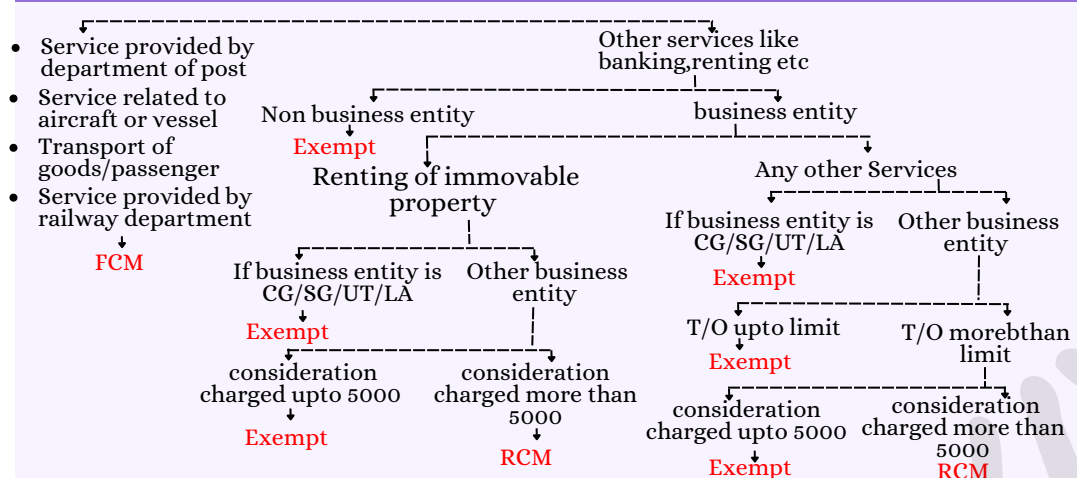 • Service provided by
department of post
• Service related to
aircraft or vessel
• Transport of
goods/passenger
• Service provided by
railway department
FCM
Other services like
banking,renting etc
Non business entity
Exempt
business entity
Renting of immovable
property
If business entity is
CG/SG/UT/LA
Exempt
Other business
entity
consideration
charged upto 5000
Exempt
consideration
charged more than
5000
RCM
Any other Services
If business entity is
CG/SG/UT/LA
Exempt
Other business
entity
T/O upto limit
Exempt
T/O morebthan
limit
consideration
charged upto 5000
Exempt
consideration
charged more than
5000
RCM